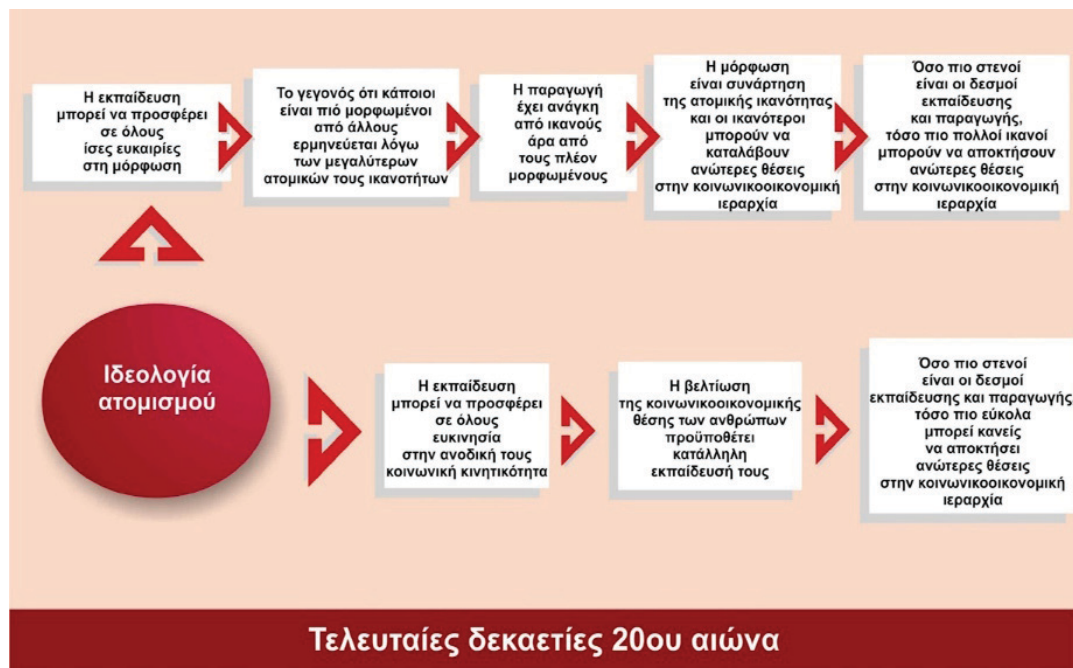 Η εκπαίδευση
μπορεί να προσφέρει
σε όλους
ίσες ευκαιρίες
στη μόρφωση
Το γεγονός ότι κάποιοι
είναι πιό μορφωμένοι
από άλλους
ερμηνεύεται λόγω
των μεγαλύτερων
ατομικών τους ικανοτήτων
Η παραγωγή
έχει ανάγκη
από ικανούς
άρα από
τους πλέον
μορφωμένους
Η μόρφωση
είναι συνάρτηση
της ατομικής ικανότητας
και οι ικανότεροι
μπορούν να
καταλάβουν
ανώτερες θέσεις
στην κοινωνικοοικονομική
ιεραρχία
Όσο πιο στενοί
είναι οι δεσμοί
εκπαίδευσης
και παραγωγής,
τόσο πιο πολλοί ικανοί
μπορούν να αποκτήσουν
ανώτερες θέσεις
στην κοινωνικοοικονομική
ιεραρχία
Ιδεολογία
ατομισμού
Η εκπαίδευση
μπορεί να προσφέρει
σε όλους
ευκινησία
στην ανοδική τους
κοινωνική κινητικότητα
Η βελτίωση
της κοινωνικοοικονομικής
θέσης των ανθρώπων
προϋποθέτει
κατάλληλη
εκπαίδευσή τους
Όσο πιο στενοί
είναι οι δεσμοί
εκπαίδευσης και παραγωγής,
τόσο πιο εύκολα
μπορεί κανείς
να αποκτήσει
ανώτερες θέσεις
στην κοινωνικοοικονομική
ιεραρχία
Τελευταίες δεκαετίες 20ου αιώνα